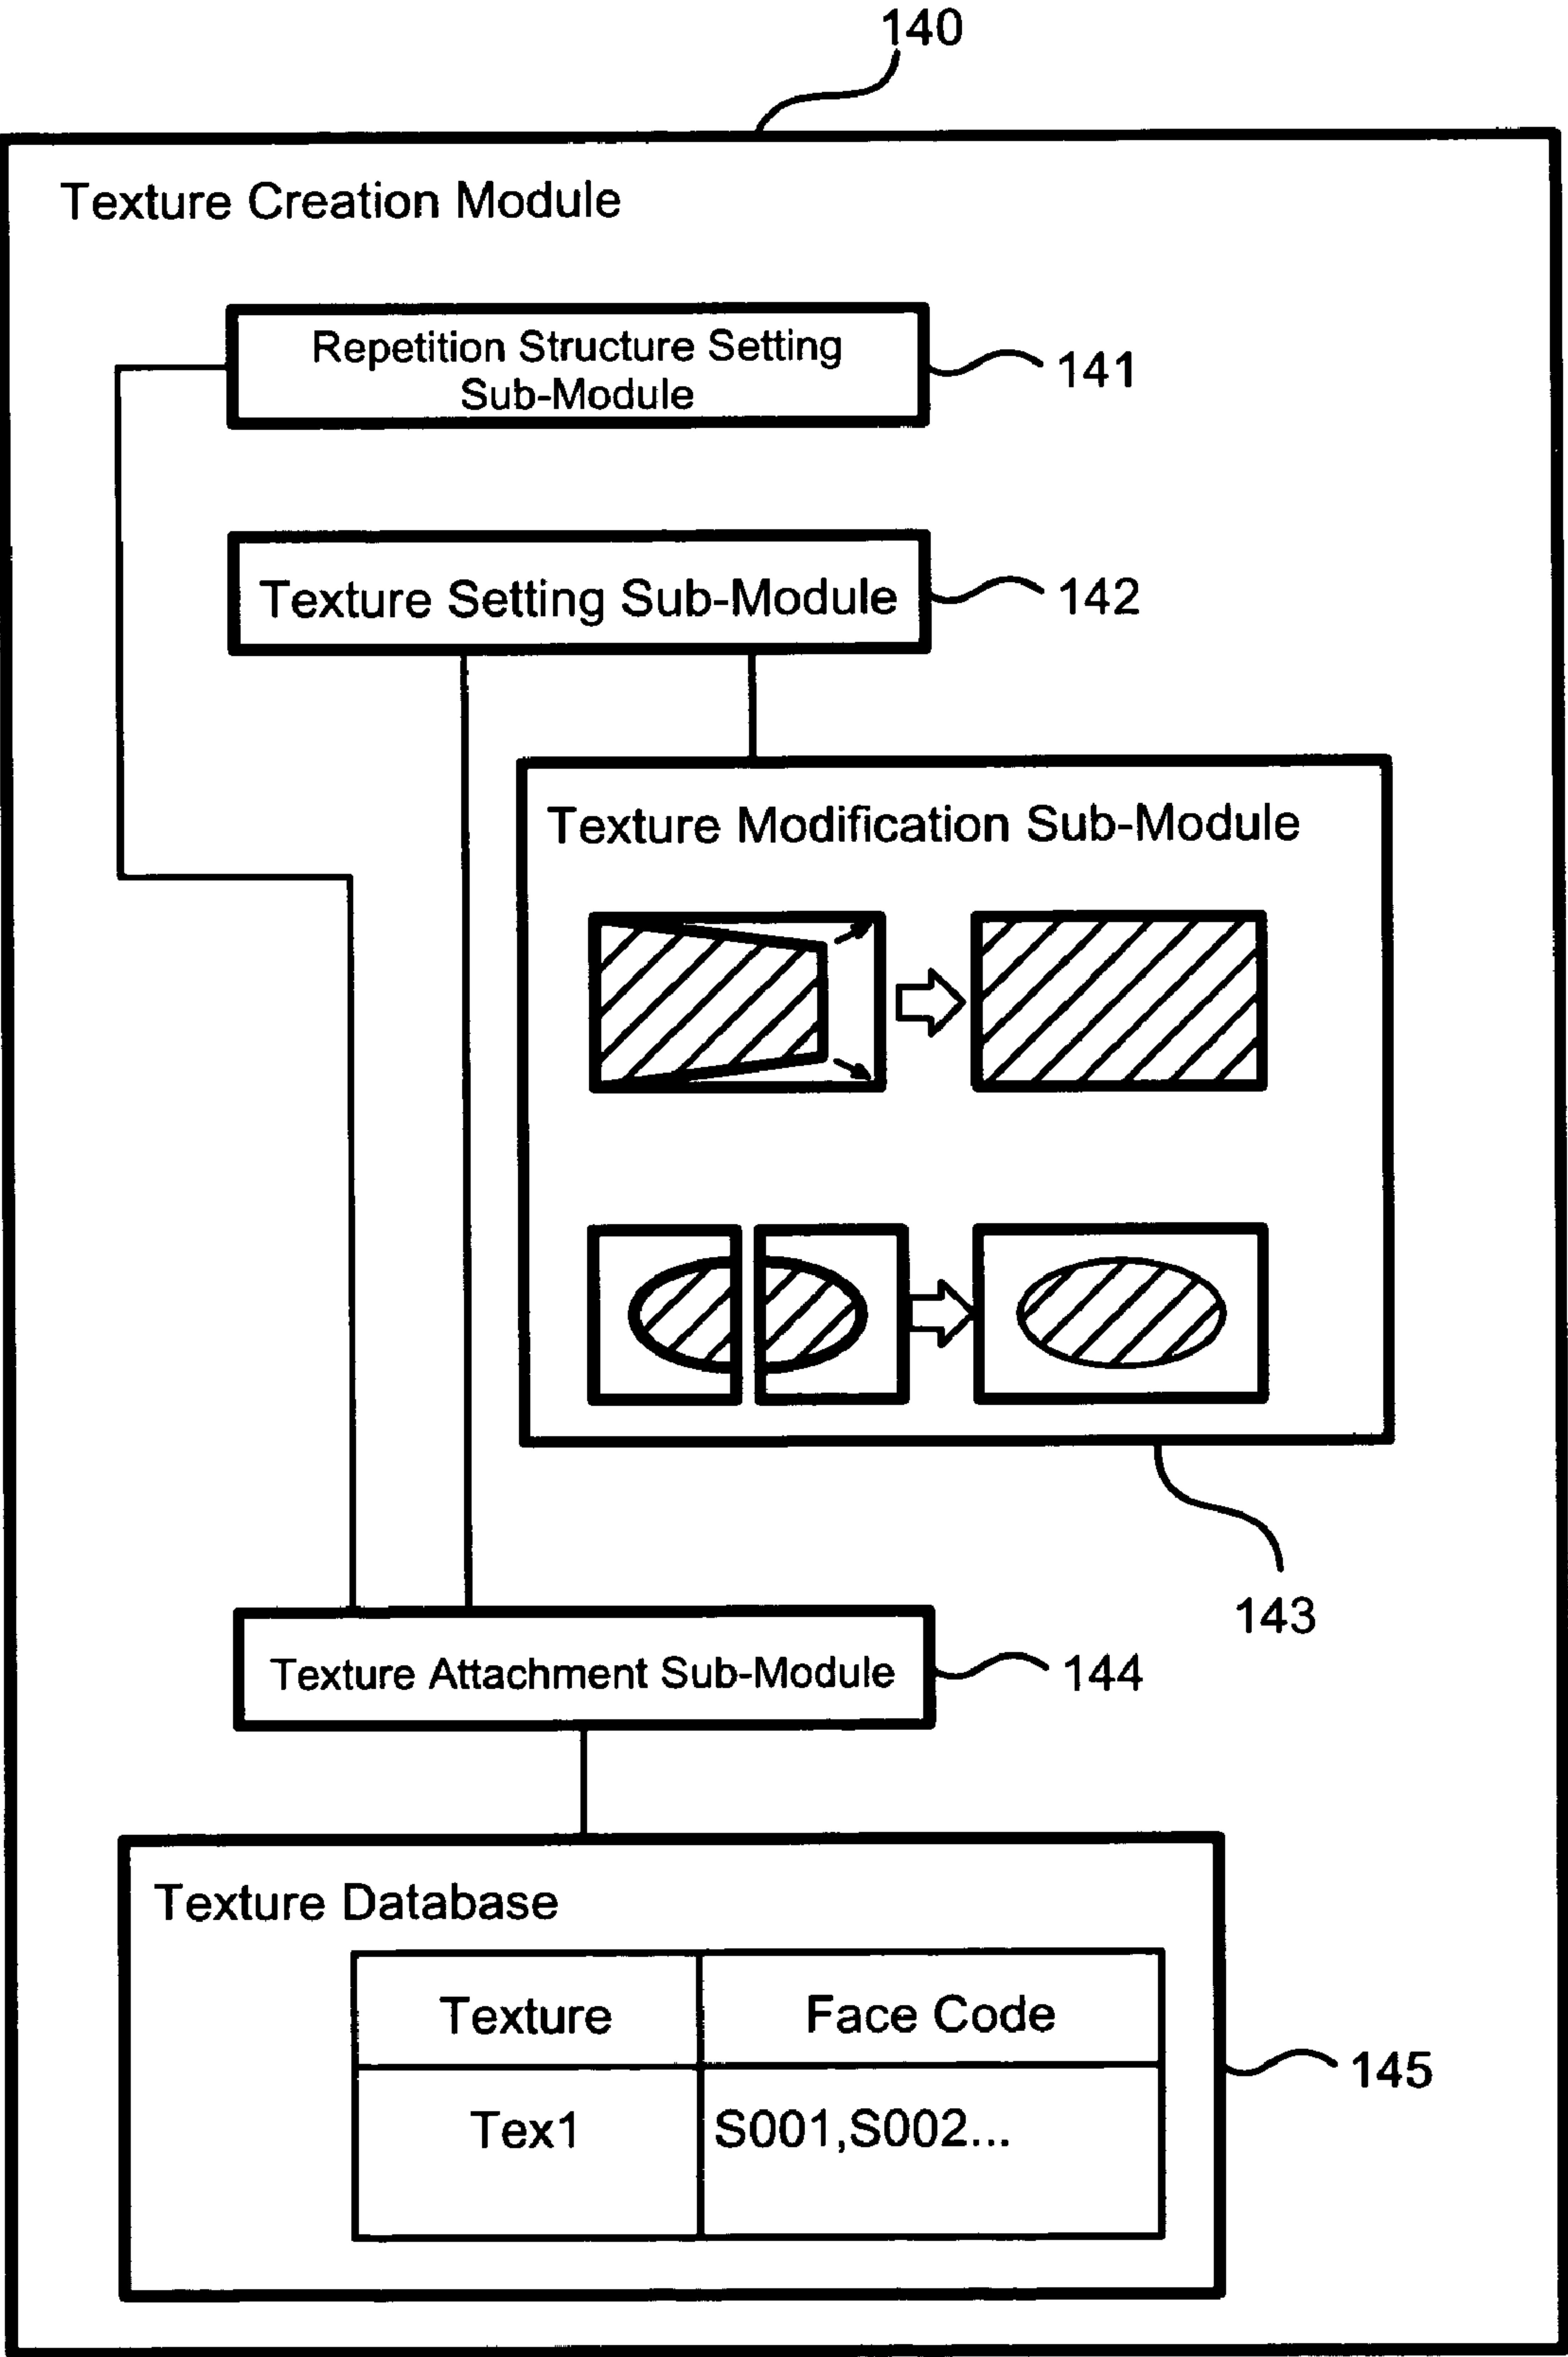 140
Texture Creation Module
Repetition Structure Setting
Sub-Module
141
Texture Setting Sub-Module
142
Texture Modification Sub-Module
143
Texture Attachment Sub-Module
144
Texture Database
Texture Face Code
145
Tex1 S001,S002...